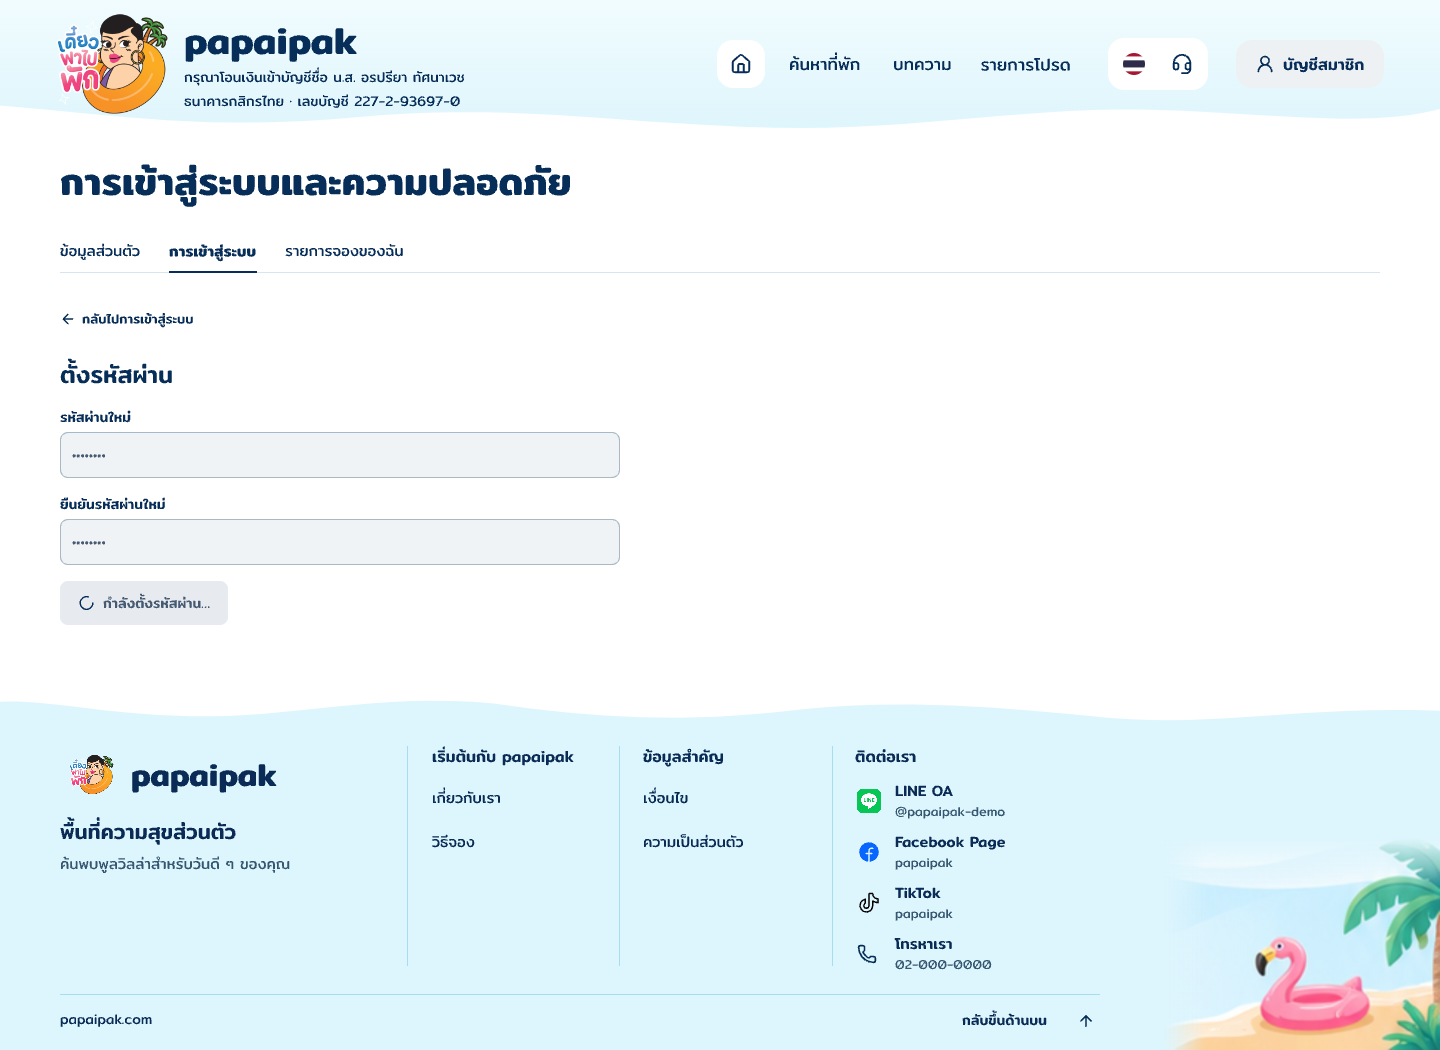 เดี๋ยว
พาไป
พัก
papaipak
กรุณาโอนเงินเข้าบัญชีชื่อ น.ส. อรปรียา ทัศนาเวช
ธนาคารกสิกรไทย · เลขบัญชี 227-2-93697-0
ค้นหาที่พัก
บทความ
รายการโปรด
บัญชีสมาชิก
การเข้าสู่ระบบและความปลอดภัย
ข้อมูลส่วนตัว
การเข้าสู่ระบบ
รายการจองของฉัน
กลับไปการเข้าสู่ระบบ
ตั้งรหัสผ่าน
รหัสผ่านใหม่
••••••••
ยืนยันรหัสผ่านใหม่
••••••••
กำลังตั้งรหัสผ่าน...
เดี๋ยว
พาไป
พัก
papaipak
พื้นที่ความสุขส่วนตัว
ค้นพบพูลวิลล่าสำหรับวันดี ๆ ของคุณ
เริ่มต้นกับ papaipak
เกี่ยวกับเรา
วิธีจอง
ข้อมูลสำคัญ
เงื่อนไข
ความเป็นส่วนตัว
ติดต่อเรา
LINE
LINE OA
@papaipak-demo
Facebook Page
papaipak
TikTok
papaipak
โทรหาเรา
02-000-0000
papaipak.com
กลับขึ้นด้านบน